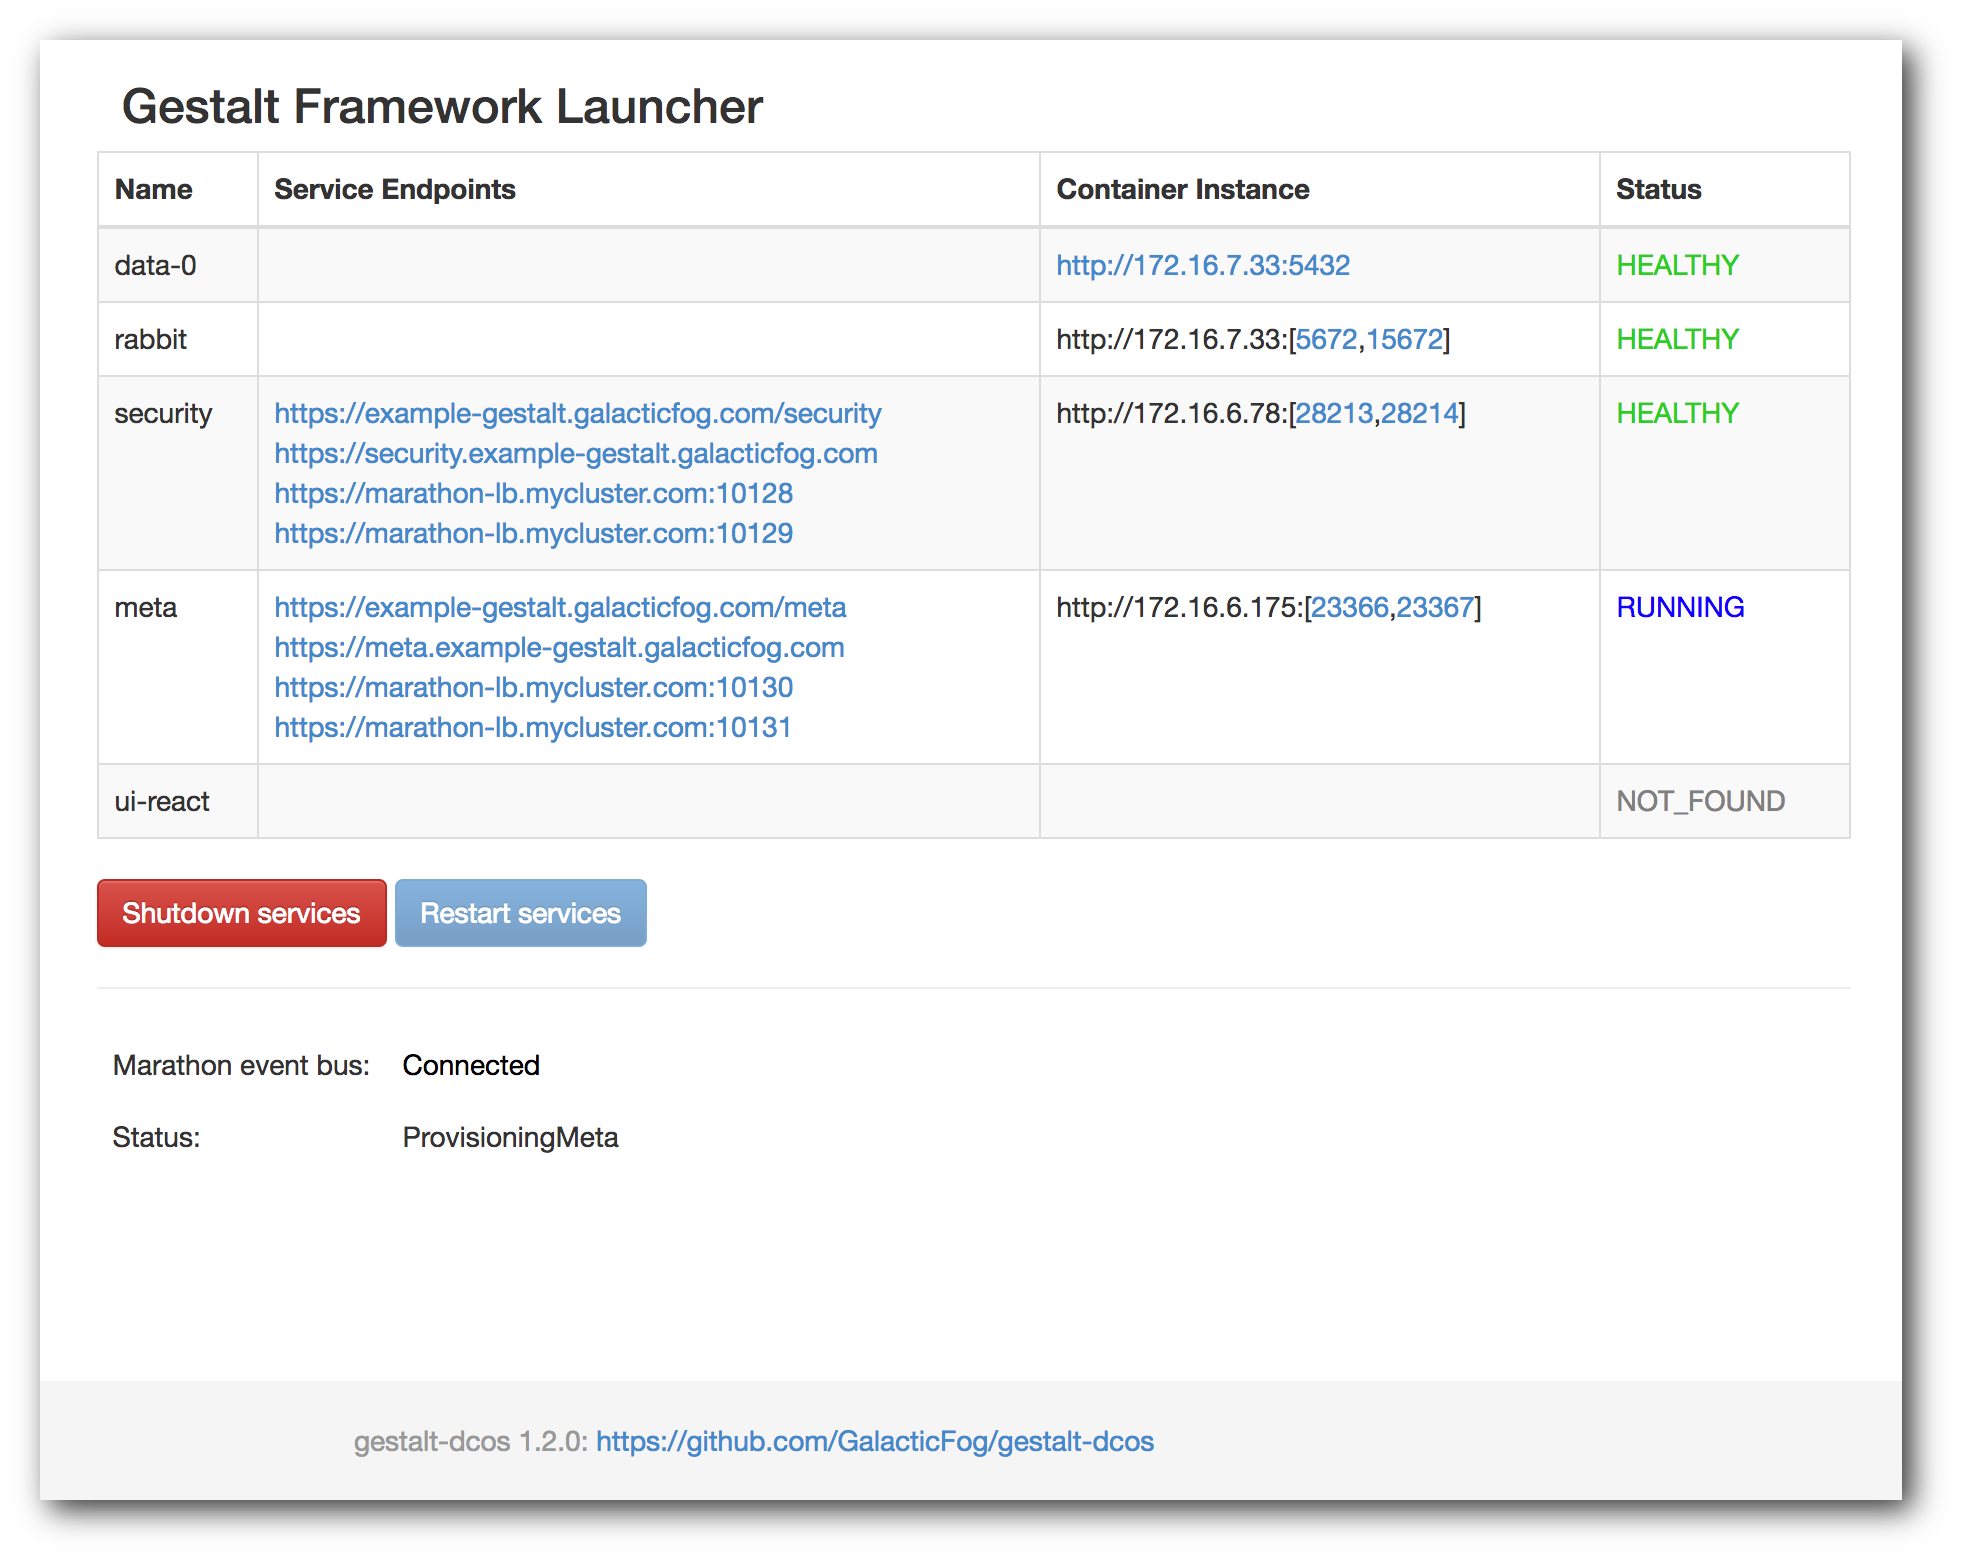 Gestalt Framework Launcher
Name Service Endpoints Container Instance Status
data-0 http://172.16.7.33:5432 HEALTHY
rabbit http://172.16.7.33:[5672,15672] HEALTHY
security https://example-gestalt.galacticfog.com/security http://172.16.6.78:[28213,28214] HEALTHY
https://security.example-gestalt.galacticfog.com
https://marathon-lb.mycluster.com:10128
https://marathon-lb.mycluster.com:10129
meta https://example-gestalt.galacticfog.com/meta http://172.16.6.175:[23366,23367] RUNNING
https://meta.example-gestalt.galacticfog.com
https://marathon-lb.mycluster.com:10130
https://marathon-lb.mycluster.com:10131
ui-react NOT_FOUND
Shutdown services Restart services
Marathon event bus: Connected
Status: ProvisioningMeta
gestalt-dcos 1.2.0: https://github.com/GalacticFog/gestalt-dcos